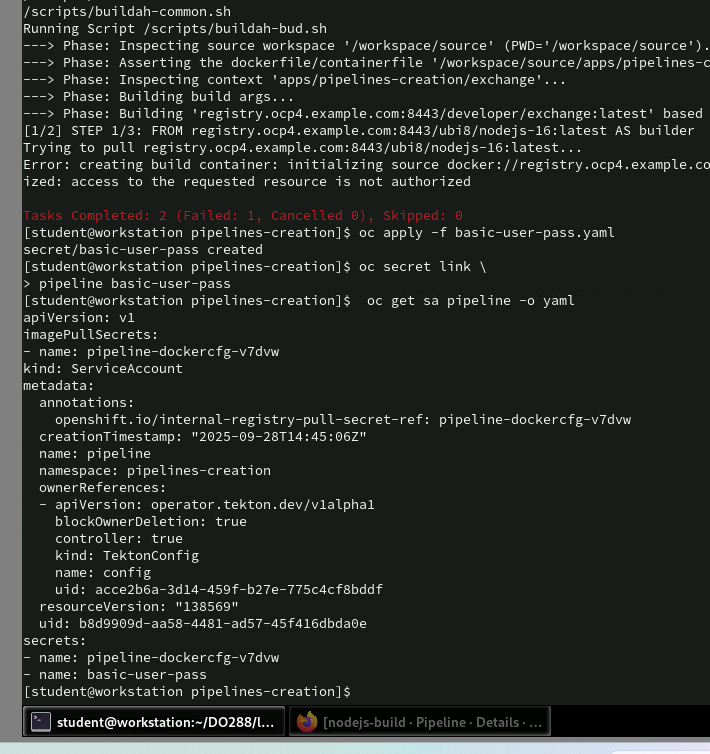 /scripts/buildah-common.sh
Running Script /scripts/buildah-bud.sh
---> Phase: Inspecting source workspace '/workspace/source' (PWD='/workspace/source').
---> Phase: Asserting the dockerfile/containerfile '/workspace/source/apps/pipelines-c
---> Phase: Inspecting context 'apps/pipelines-creation/exchange'...
---> Phase: Building build args...
---> Phase: Building 'registry.ocp4.example.com:8443/developer/exchange:latest' based
[1/2] STEP 1/3: FROM registry.ocp4.example.com:8443/ubi8/nodejs-16:latest AS builder
Trying to pull registry.ocp4.example.com:8443/ubi8/nodejs-16:latest...
Error: creating build container: initializing source docker://registry.ocp4.example.co
ized: access to the requested resource is not authorized
Tasks Completed: 2 (Failed: 1, Cancelled 0), Skipped: 0
[student@workstation pipelines-creation]$ oc apply -f basic-user-pass.yaml
secret/basic-user-pass created
[student@workstation pipelines-creation]$ oc secret link \
> pipeline basic-user-pass
[student@workstation pipelines-creation]$  oc get sa pipeline -o yaml
apiVersion: v1
imagePullSecrets:
- name: pipeline-dockercfg-v7dvw
kind: ServiceAccount
metadata:
  annotations:
    openshift.io/internal-registry-pull-secret-ref: pipeline-dockercfg-v7dvw
  creationTimestamp: "2025-09-28T14:45:06Z"
  name: pipeline
  namespace: pipelines-creation
  ownerReferences:
  - apiVersion: operator.tekton.dev/v1alpha1
    blockOwnerDeletion: true
    controller: true
    kind: TektonConfig
    name: config
    uid: acce2b6a-3d14-459f-b27e-775c4cf8bddf
  resourceVersion: "138569"
  uid: b8d9909d-aa58-4481-ad57-45f416dbda0e
secrets:
- name: pipeline-dockercfg-v7dvw
- name: basic-user-pass
[student@workstation pipelines-creation]$
student@workstation:~/DO288/l...
[nodejs-build · Pipeline · Details · ...